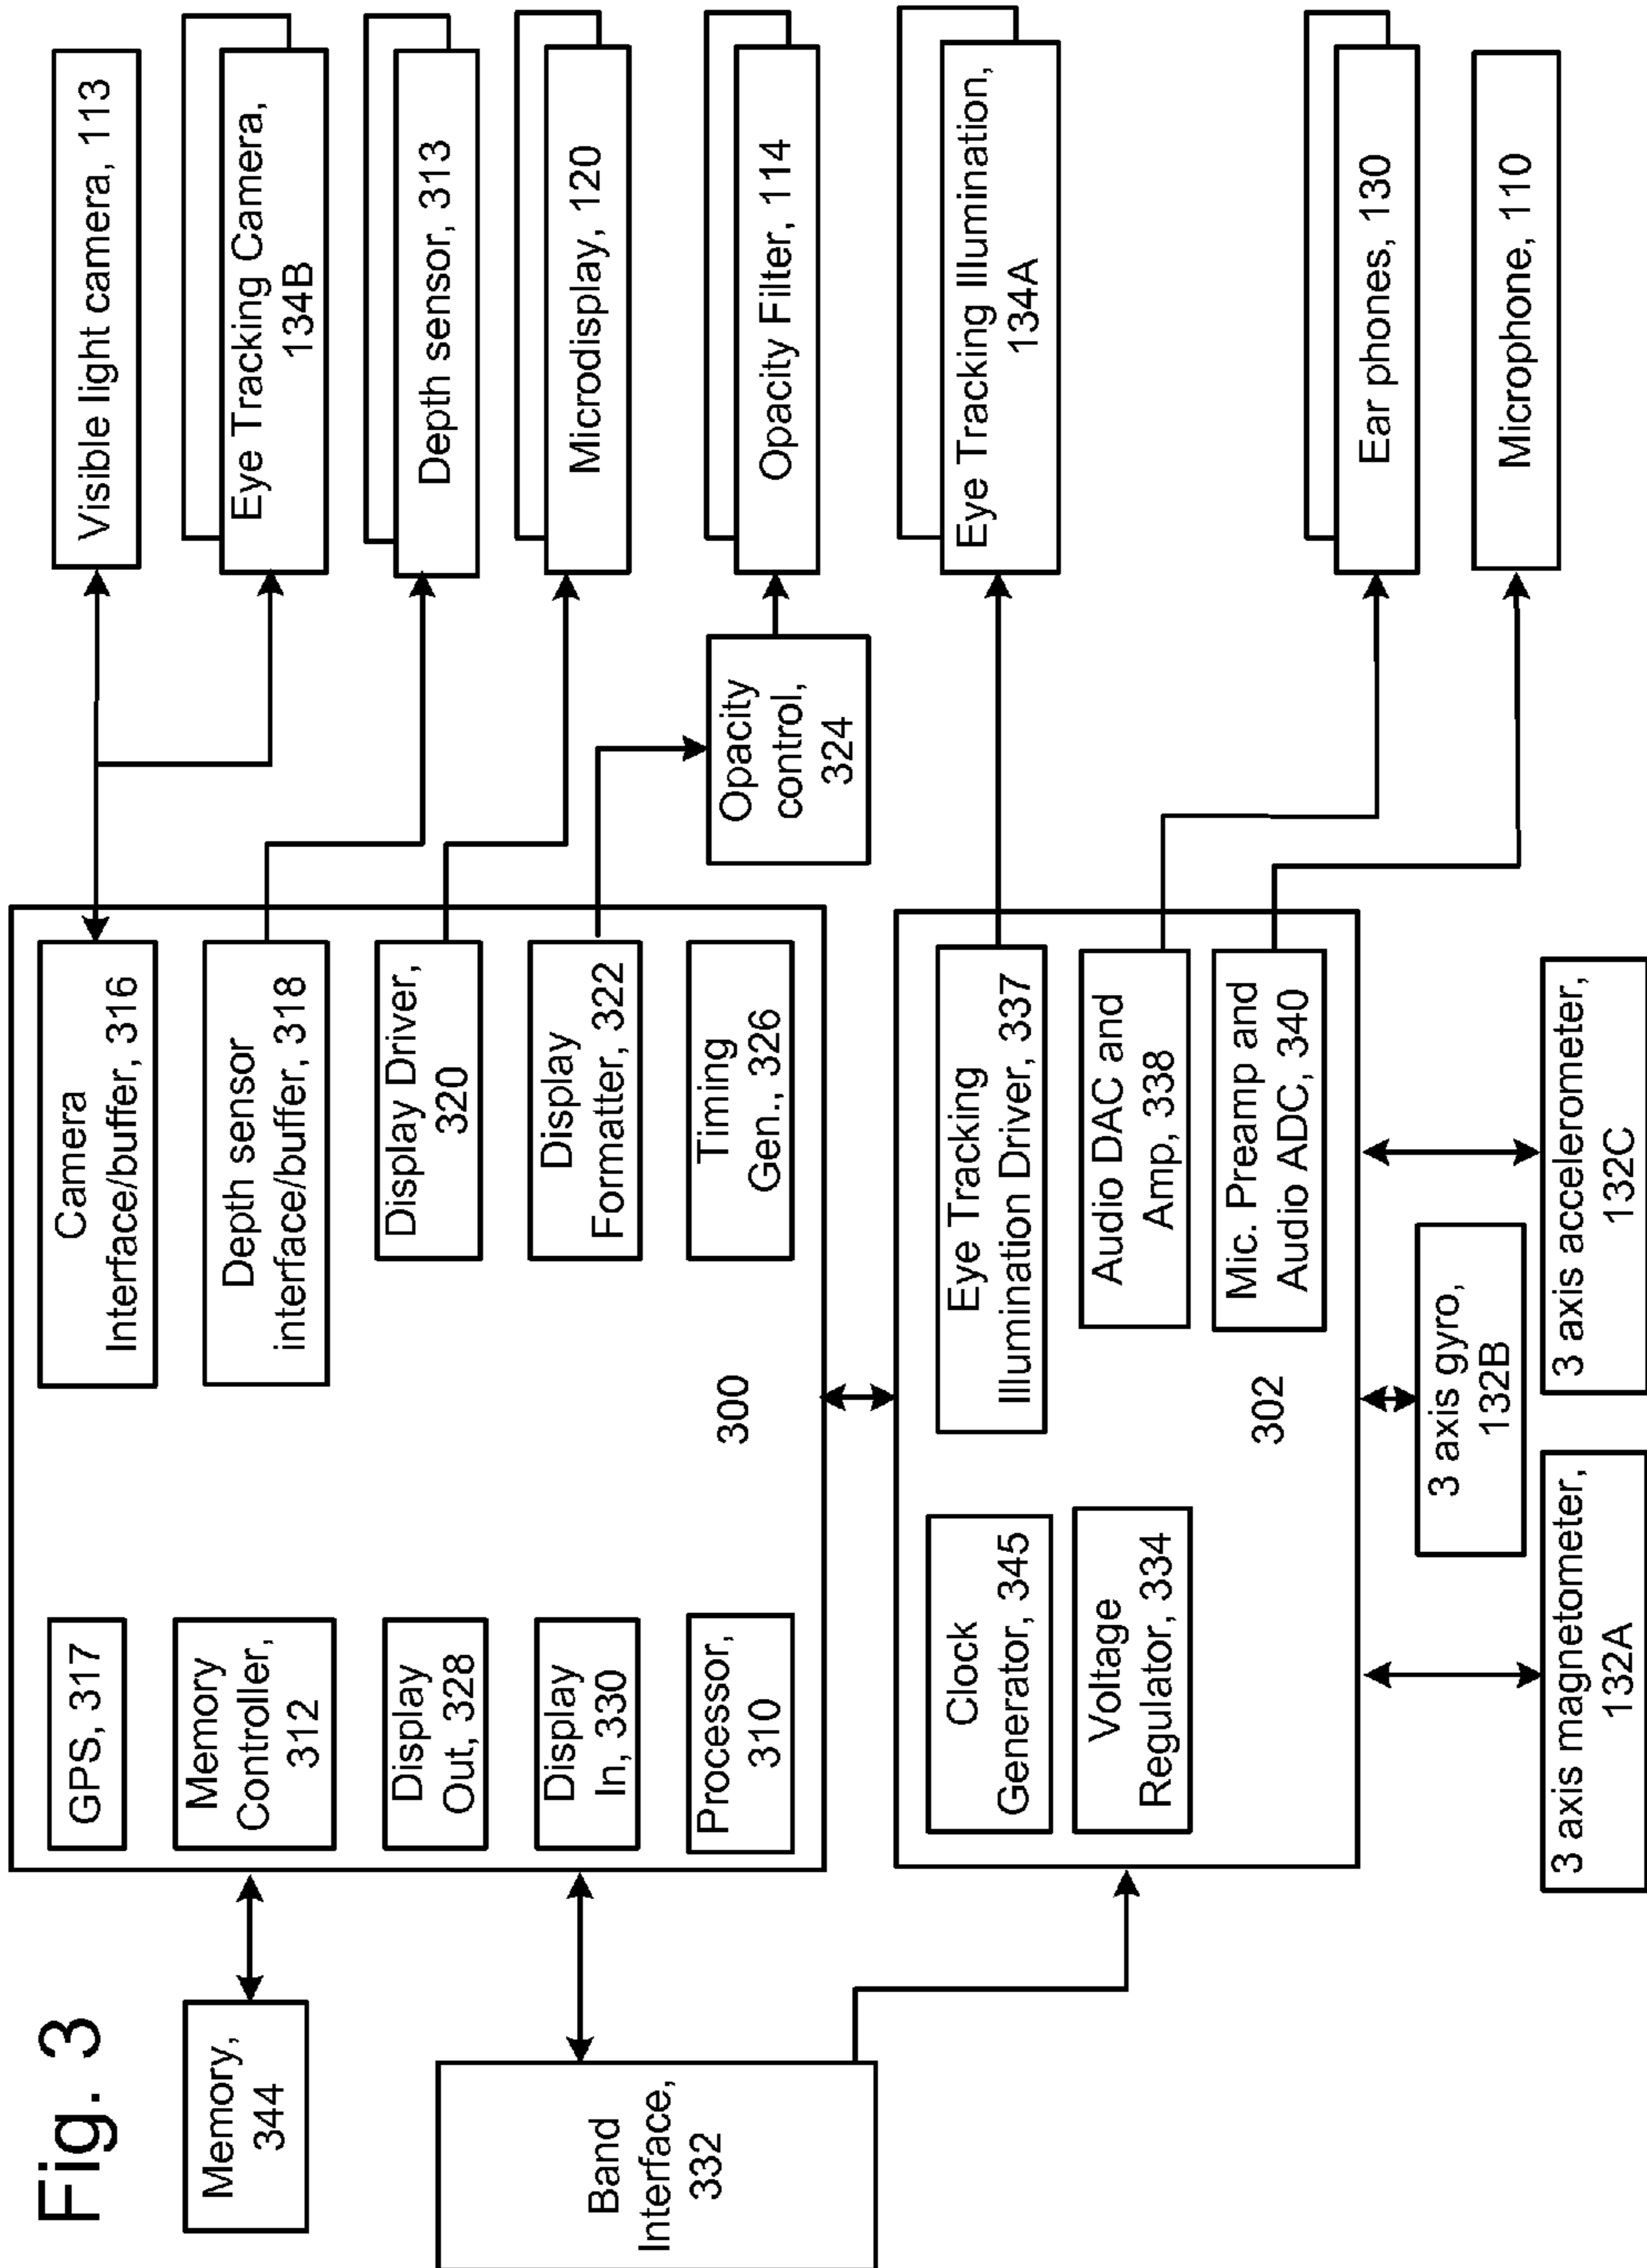 Fig. 3
Memory,
344
Band
Interface,
332
GPS, 317
Memory
Controller,
312
Display
Out, 328
Display
In, 330
Processor,
310
Camera
Interface/buffer, 316
Depth sensor
interface/buffer, 318
Display Driver,
320
Display
Formatter, 322
Timing
Gen., 326
300
Visible light camera, 113
Eye Tracking Camera,
134B
Depth sensor, 313
Microdisplay, 120
Opacity
control,
324
Opacity Filter, 114
Clock
Generator, 345
Voltage
Regulator, 334
Eye Tracking
Illumination Driver, 337
Audio DAC and
Amp, 338
Mic. Preamp and
Audio ADC, 340
302
Eye Tracking Illumination,
134A
Ear phones, 130
Microphone, 110
3 axis magnetometer,
132A
3 axis gyro,
132B
3 axis accelerometer,
132C